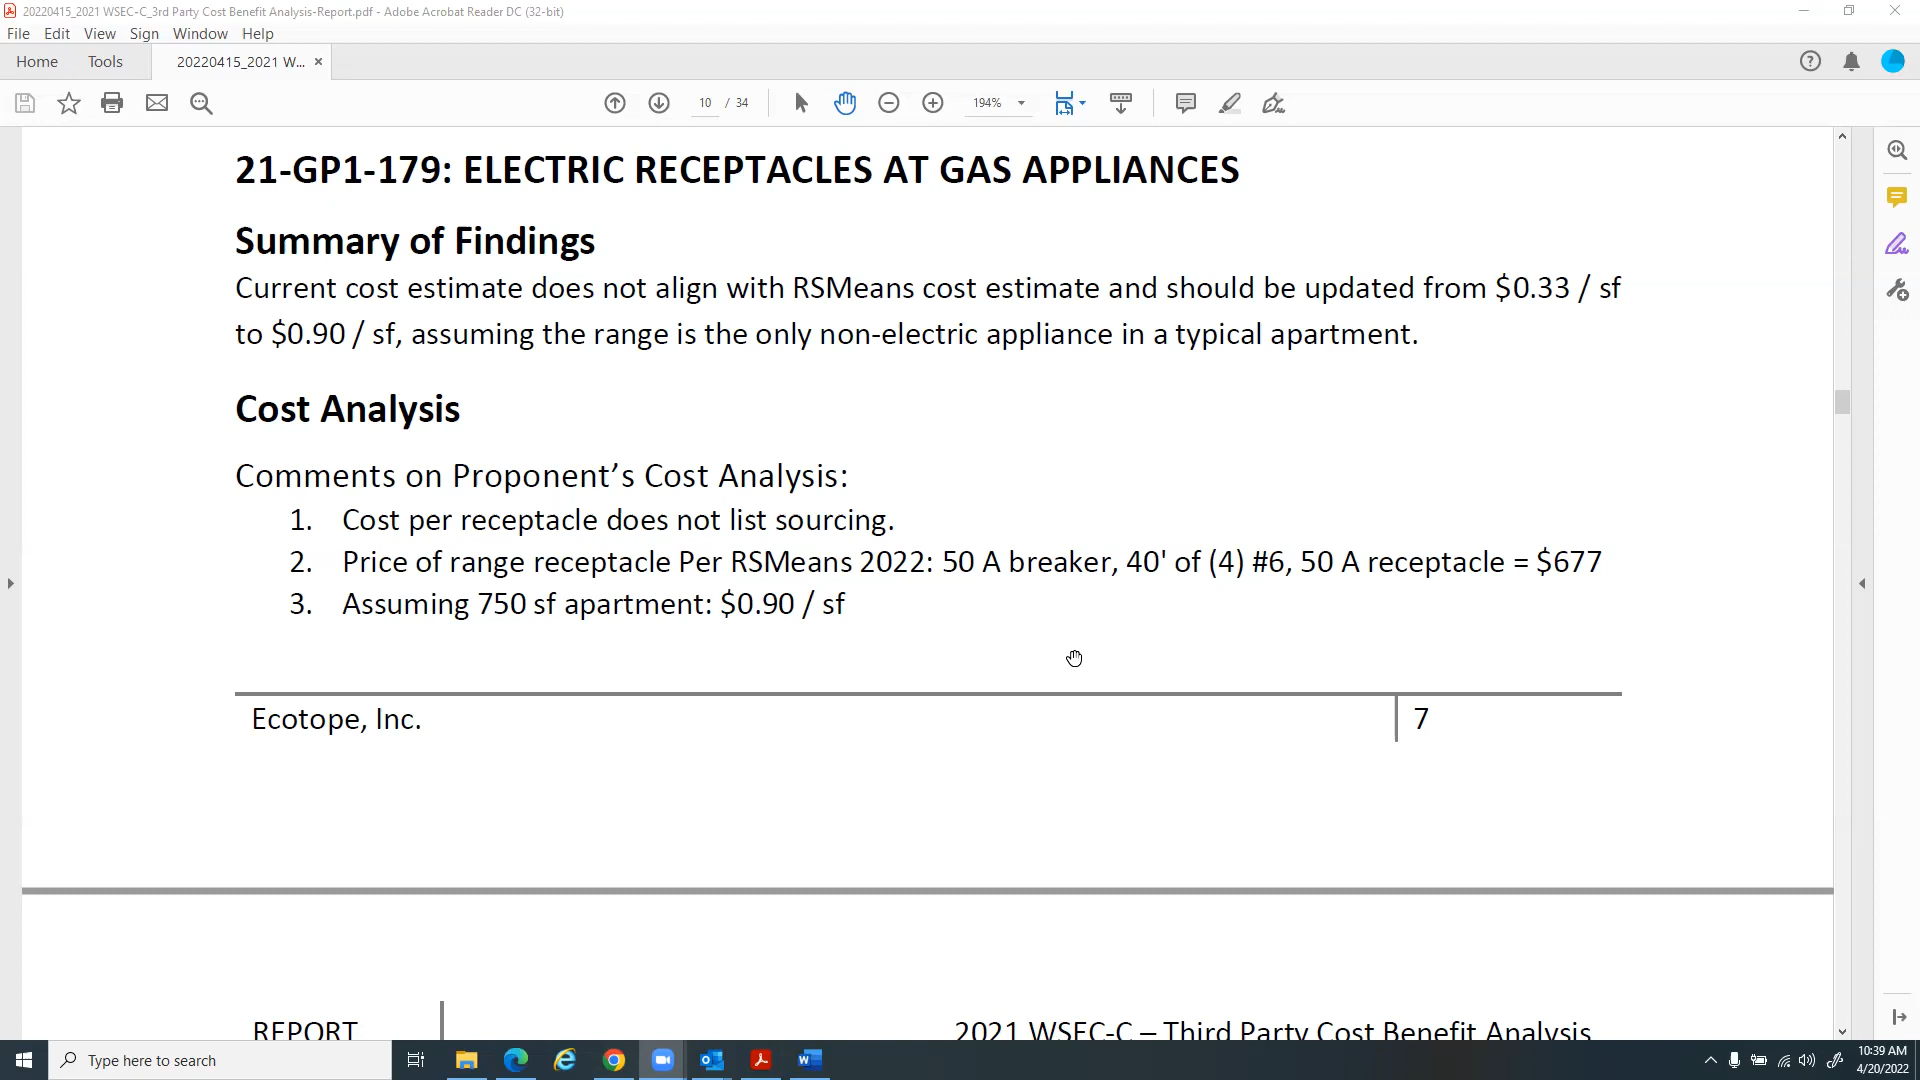 20220415_2021 WSEC-C_3rd Party Cost Benefit Analysis-Report.pdf - Adobe Acrobat Reader DC (32-bit)
File Edit View Sign Window Help
Home Tools 20220415_2021 W... ×
10 / 34 194%
21-GP1-179: ELECTRIC RECEPTACLES AT GAS APPLIANCES
Summary of Findings
Current cost estimate does not align with RSMeans cost estimate and should be updated from $0.33 / sf
to $0.90 / sf, assuming the range is the only non-electric appliance in a typical apartment.
Cost Analysis
Comments on Proponent’s Cost Analysis:
1. Cost per receptacle does not list sourcing.
2. Price of range receptacle Per RSMeans 2022: 50 A breaker, 40' of (4) #6, 50 A receptacle = $677
3. Assuming 750 sf apartment: $0.90 / sf
Ecotope, Inc. 7
REPORT 2021 WSEC-C – Third Party Cost Benefit Analysis
Type here to search
10:39 AM
4/20/2022